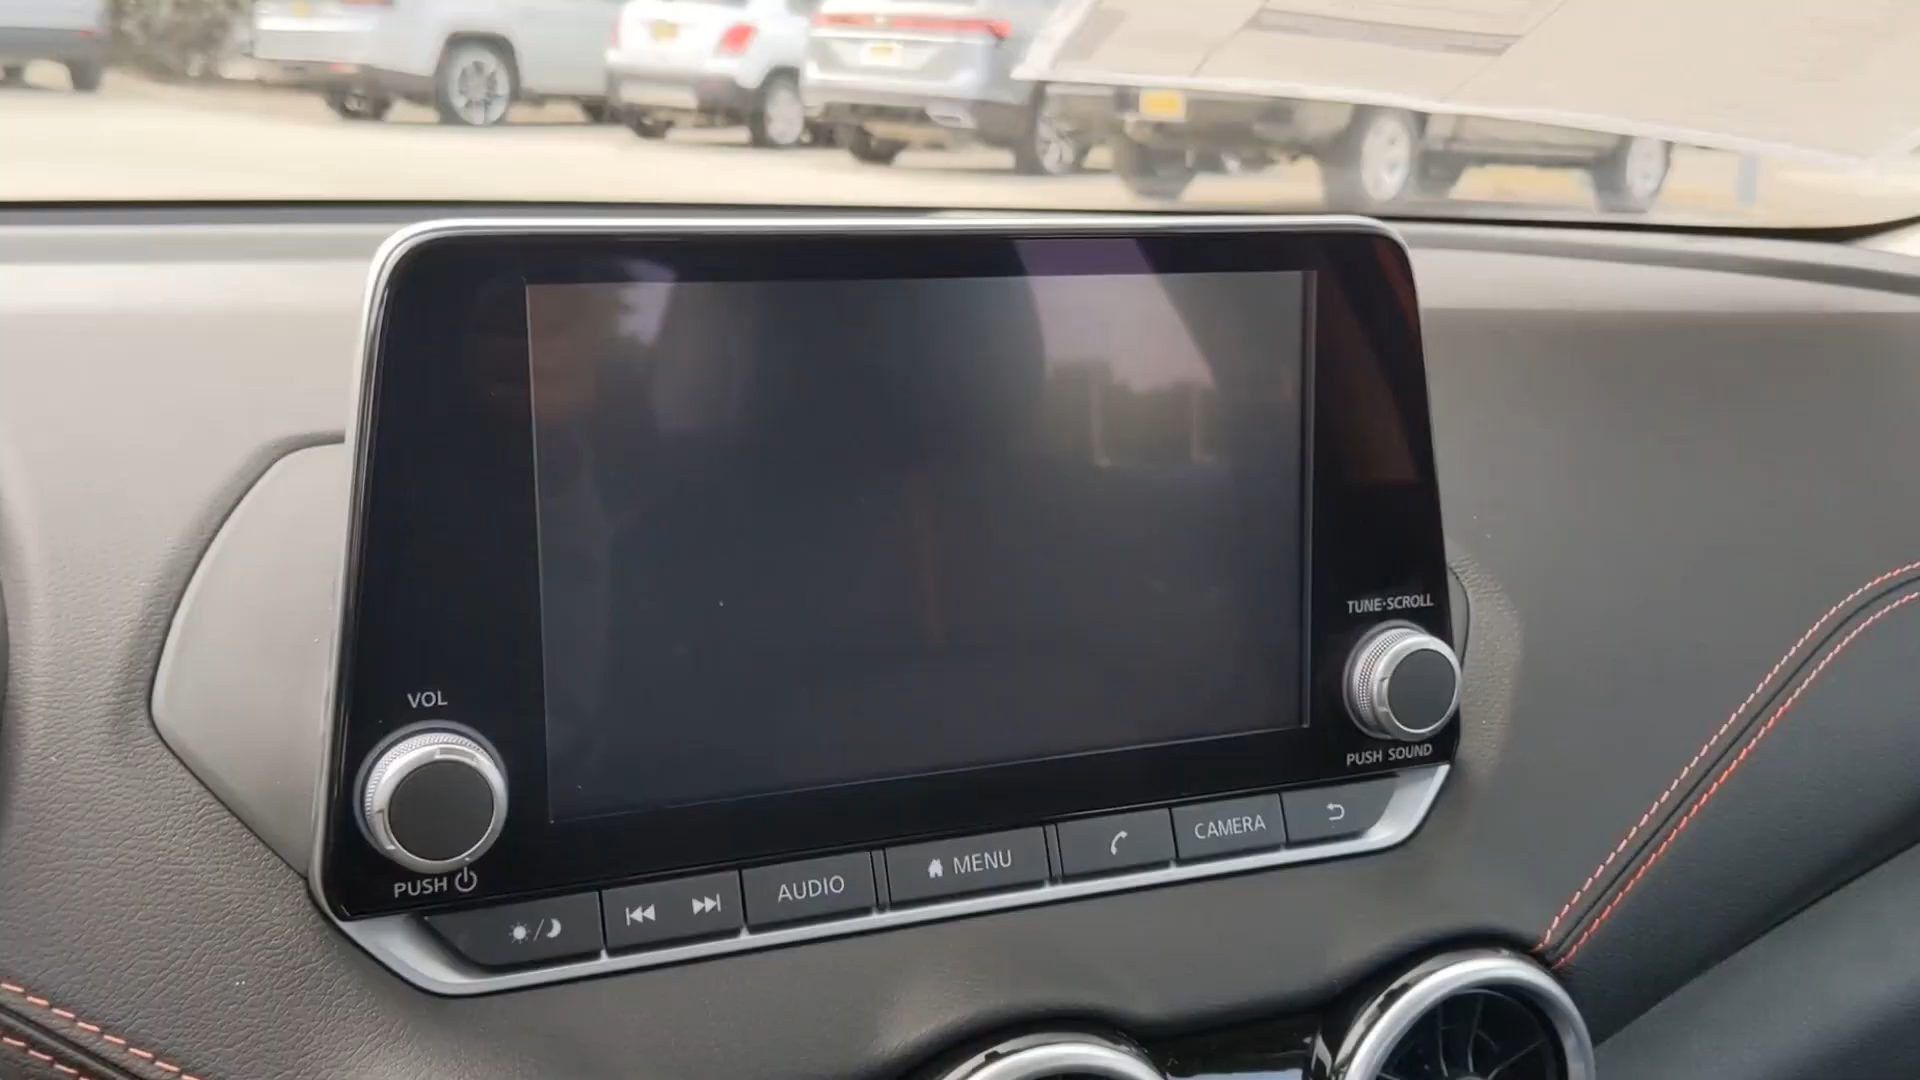 TUNE·SCROLL
VOL
PUSH SOUND
PUSH
AUDIO
MENU
CAMERA